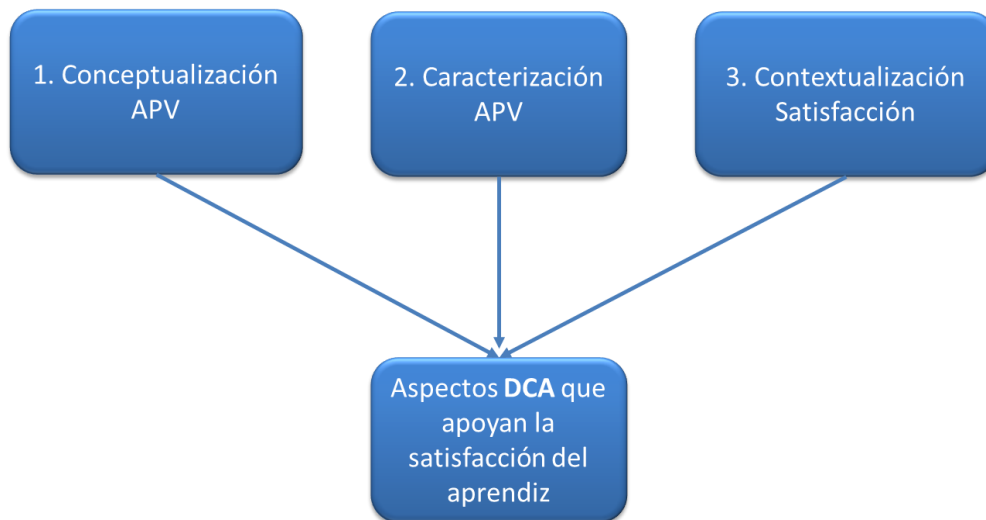 1. Conceptualización
APV
2. Caracterización
APV
3. Contextualización
Satisfacción
Aspectos DCA que
apoyan la
satisfacción del
aprendiz